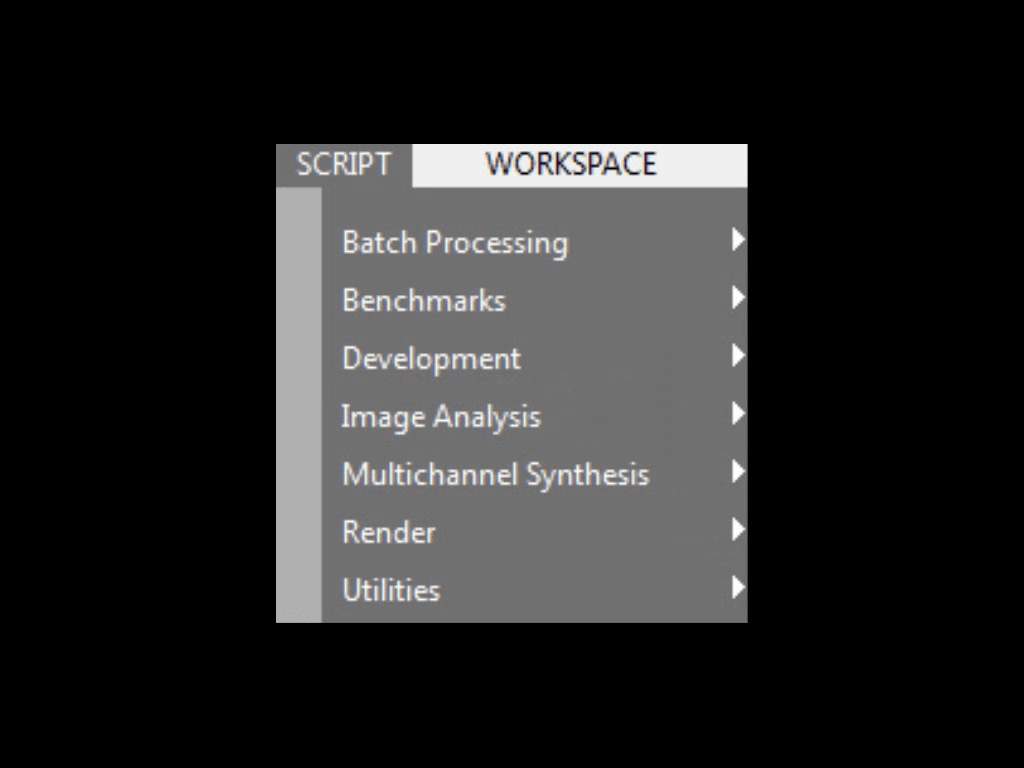 SCRIPT WORKSPACE
Batch Processing
Benchmarks
Development
Image Analysis
Multichannel Synthesis
Render
Utilities